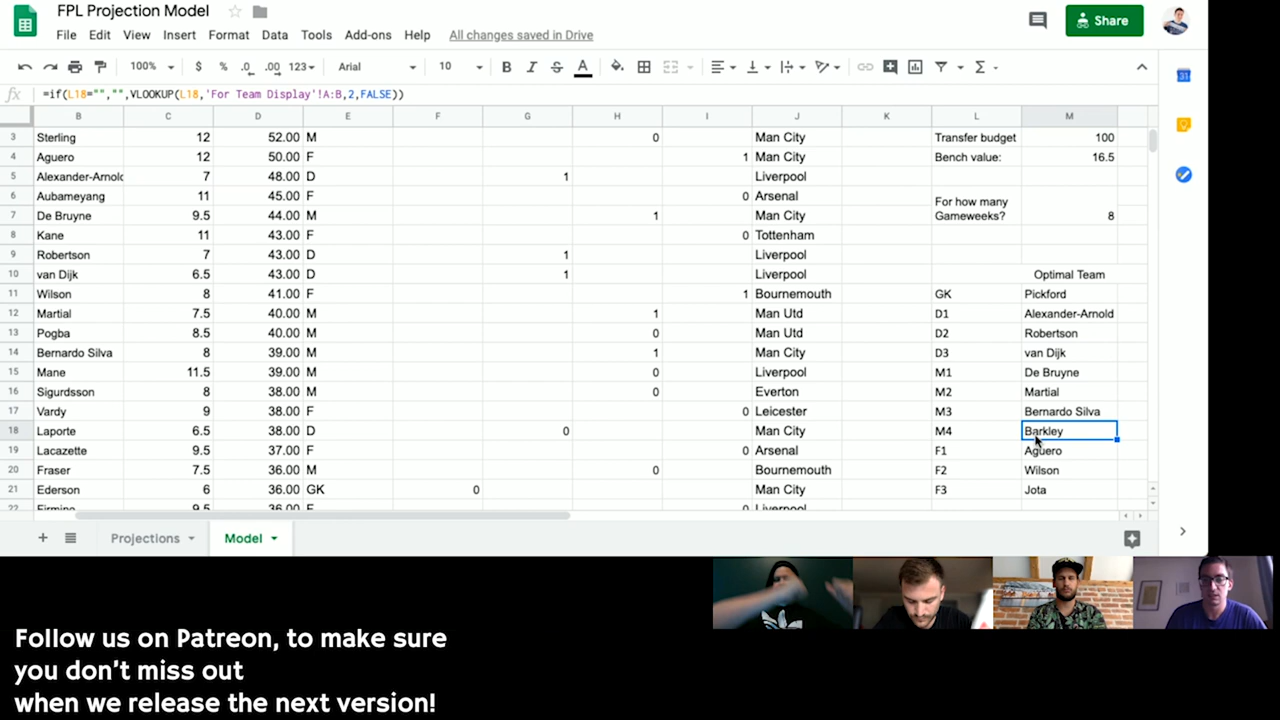 FPL Projection Model
File Edit View Insert Format Data Tools Add-ons Help All changes saved in Drive
Share
100% $ % .0 .00 123 Arial 10 B I S A
fx =if(L18="","",VLOOKUP(L18,'For Team Display'!A:B,2,FALSE))
B C D E F G H I J K L M
3 Sterling 12 52.00 M 0 Man City Transfer budget 100
4 Aguero 12 50.00 F 1 Man City Bench value: 16.5
5 Alexander-Arnold 7 48.00 D 1 Liverpool
6 Aubameyang 11 45.00 F 0 Arsenal For how many
7 De Bruyne 9.5 44.00 M 1 Man City Gameweeks? 8
8 Kane 11 43.00 F 0 Tottenham
9 Robertson 7 43.00 D 1 Liverpool
10 van Dijk 6.5 43.00 D 1 Liverpool Optimal Team
11 Wilson 8 41.00 F 1 Bournemouth GK Pickford
12 Martial 7.5 40.00 M 1 Man Utd D1 Alexander-Arnold
13 Pogba 8.5 40.00 M 0 Man Utd D2 Robertson
14 Bernardo Silva 8 39.00 M 1 Man City D3 van Dijk
15 Mane 11.5 39.00 M 0 Liverpool M1 De Bruyne
16 Sigurdsson 8 38.00 M 0 Everton M2 Martial
17 Vardy 9 38.00 F 0 Leicester M3 Bernardo Silva
18 Laporte 6.5 38.00 D 0 Man City M4 Barkley
19 Lacazette 9.5 37.00 F 0 Arsenal F1 Aguero
20 Fraser 7.5 36.00 M 0 Bournemouth F2 Wilson
21 Ederson 6 36.00 GK 0 Man City F3 Jota
22 Firmino 9.5 36.00 F 0 Liverpool
Projections Model
Follow us on Patreon, to make sure
you don't miss out
when we release the next version!